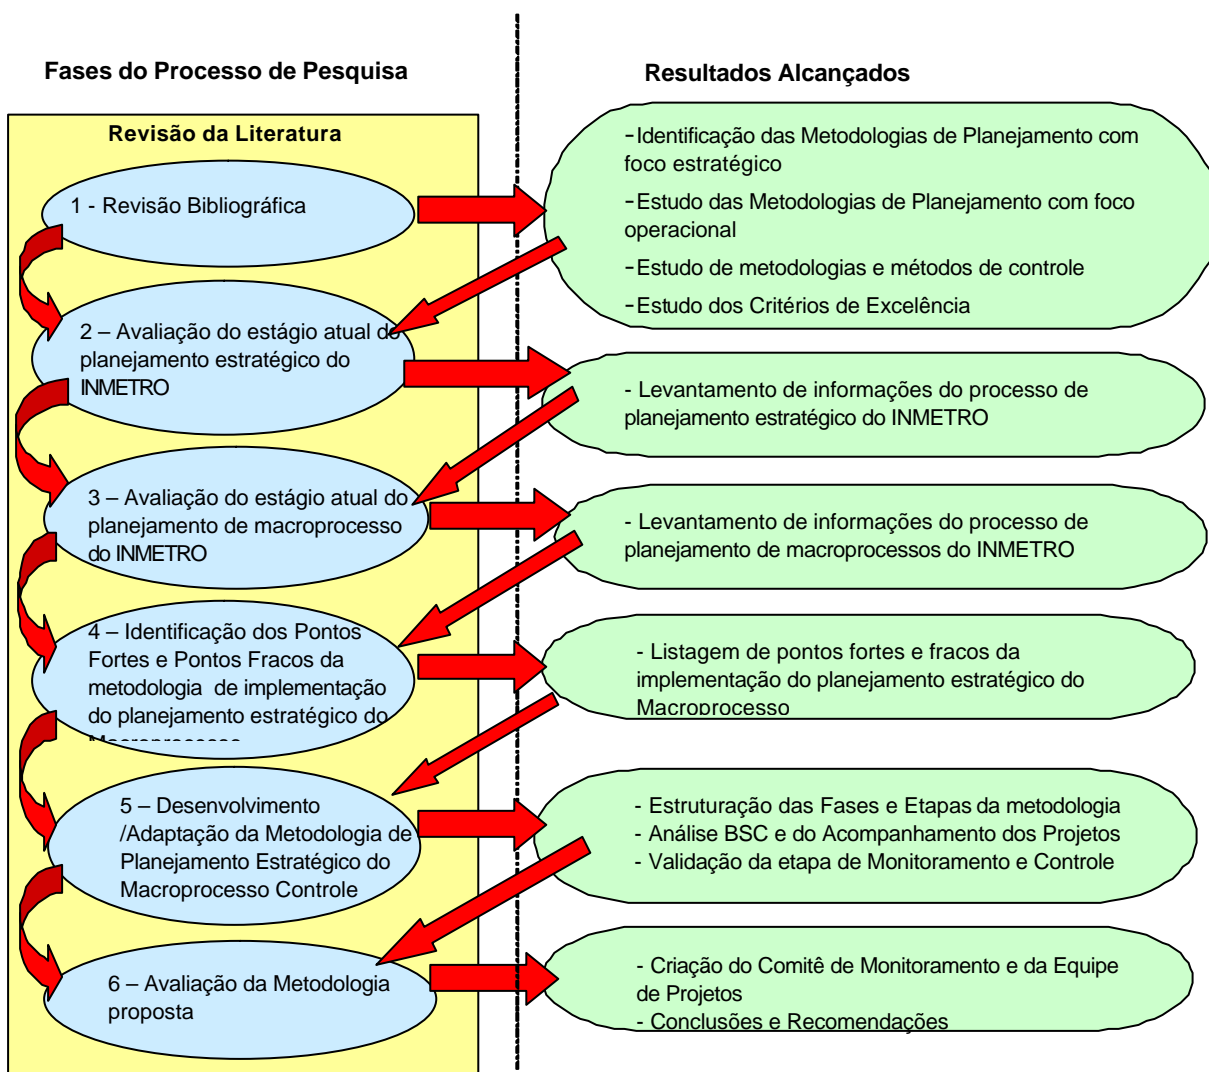 Fases do Processo de Pesquisa
Resultados Alcançados
Revisão da Literatura
1 - Revisão Bibliográfica
-Identificação das Metodologias de Planejamento com
foco estratégico
-Estudo das Metodologias de Planejamento com foco
operacional
-Estudo de metodologias e métodos de controle
-Estudo dos Critérios de Excelência
2 – Avaliação do estágio atual do
planejamento estratégico do
INMETRO
- Levantamento de informações do processo de
planejamento estratégico do INMETRO
3 – Avaliação do estágio atual do
planejamento de macroprocesso
do INMETRO
- Levantamento de informações do processo de
planejamento de macroprocessos do INMETRO
4 – Identificação dos Pontos
Fortes e Pontos Fracos da
metodologia de implementação
do planejamento estratégico do
- Listagem de pontos fortes e fracos da
implementação do planejamento estratégico do
Macroprocesso
5 – Desenvolvimento
/Adaptação da Metodologia de
Planejamento Estratégico do
Macroprocesso Controle
- Estruturação das Fases e Etapas da metodologia
- Análise BSC e do Acompanhamento dos Projetos
- Validação da etapa de Monitoramento e Controle
6 – Avaliação da Metodologia
proposta
- Criação do Comitê de Monitoramento e da Equipe
de Projetos
- Conclusões e Recomendações